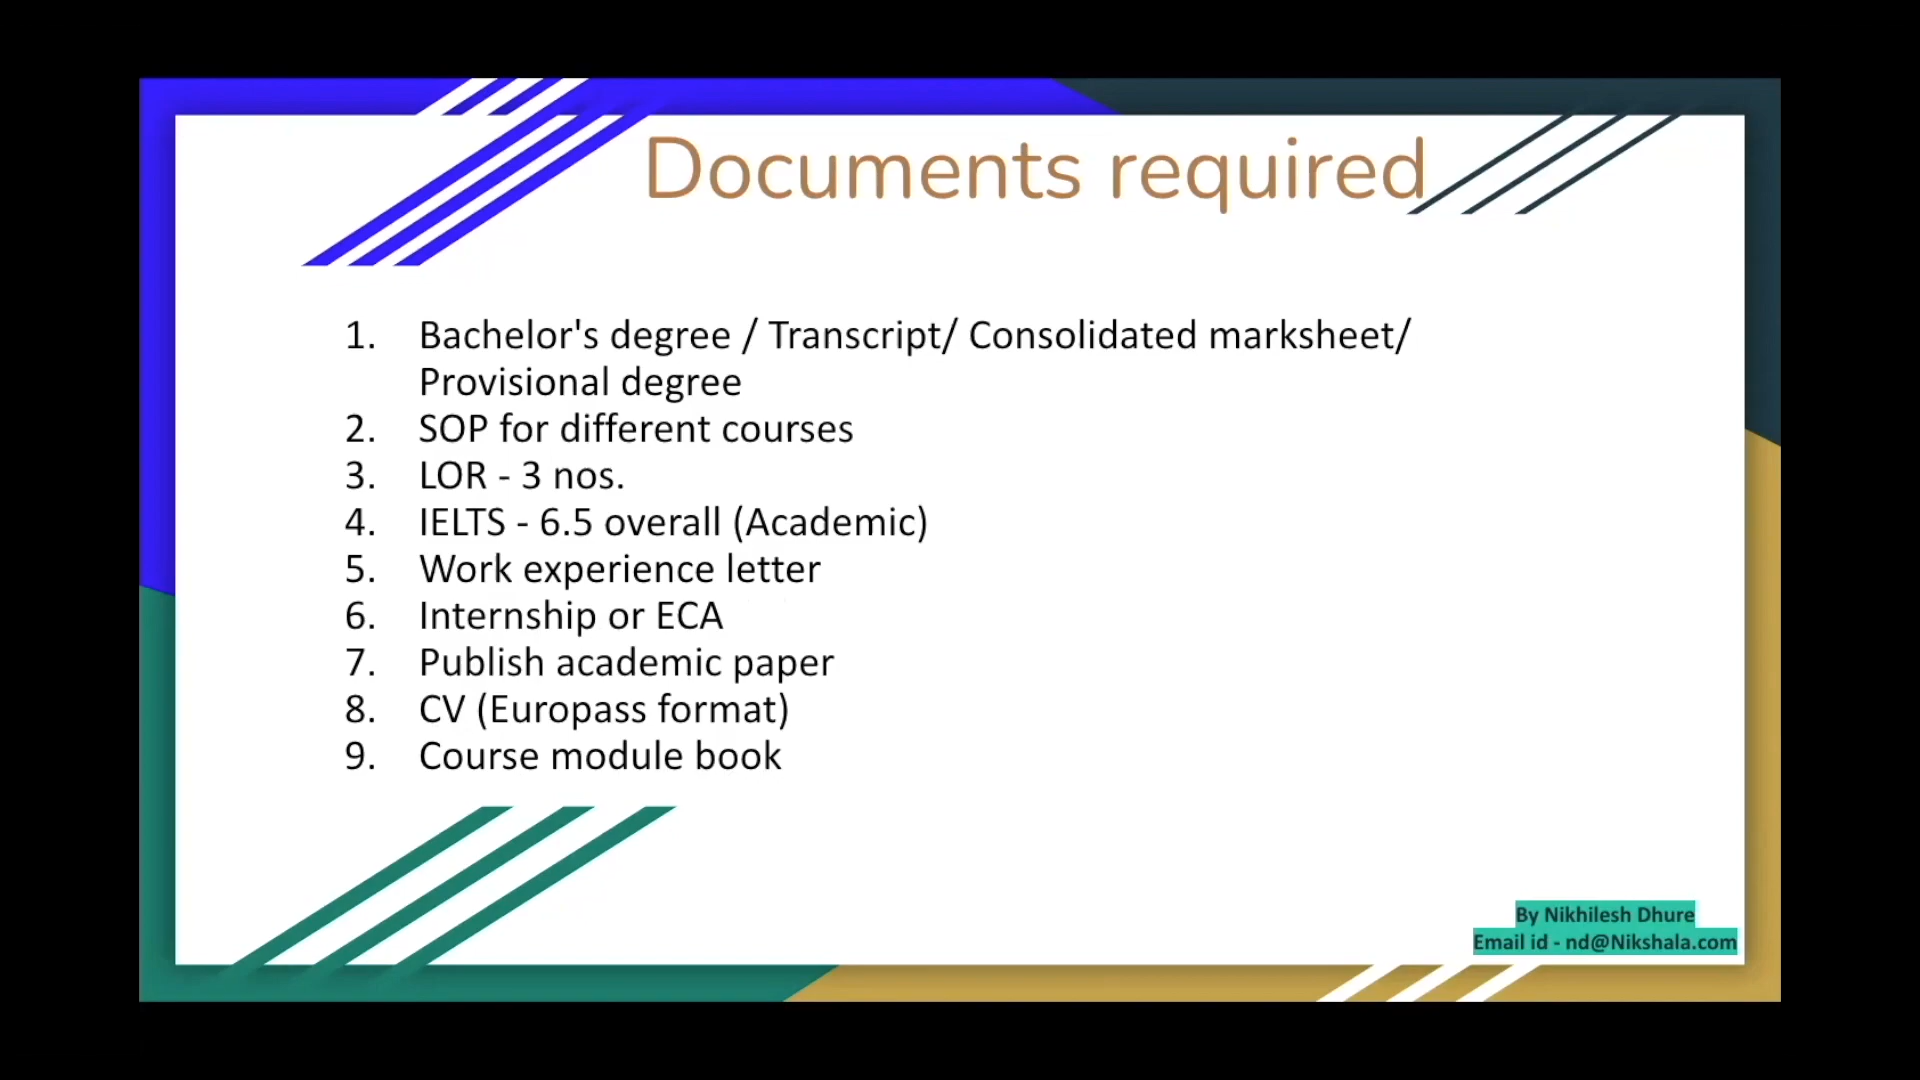 Documents required
1. Bachelor's degree / Transcript/ Consolidated marksheet/
Provisional degree
2. SOP for different courses
3. LOR - 3 nos.
4. IELTS - 6.5 overall (Academic)
5. Work experience letter
6. Internship or ECA
7. Publish academic paper
8. CV (Europass format)
9. Course module book
By Nikhilesh Dhure
Email id - nd@Nikshala.com